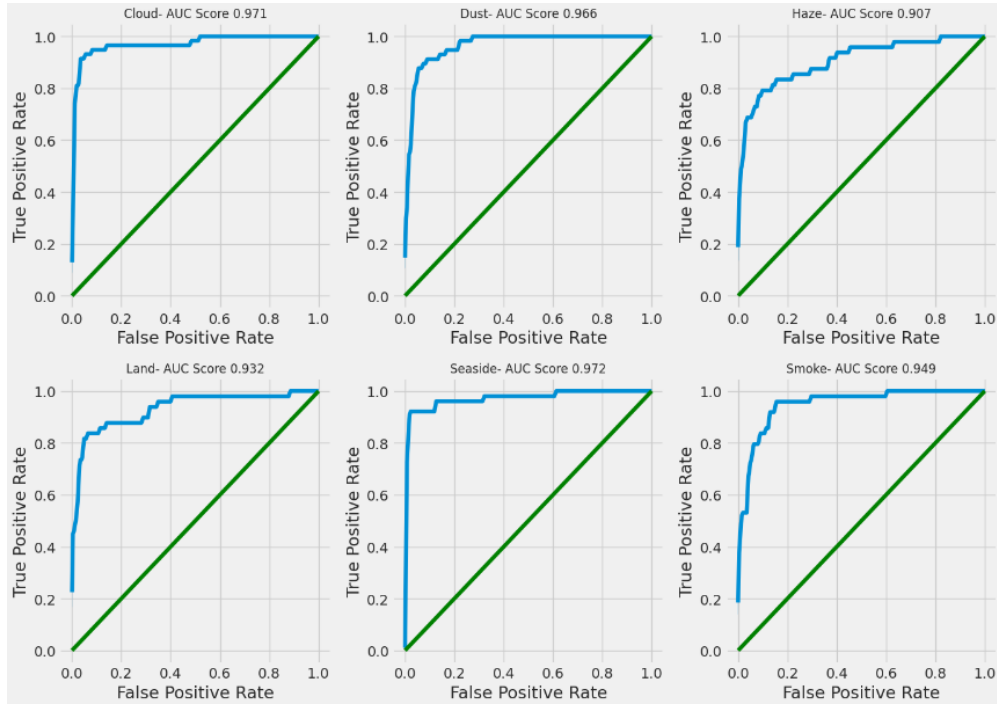 Cloud- AUC Score 0.971
1.0
0.8
0.6
0.4
0.2
0.0
True Positive Rate
0.0 0.2 0.4 0.6 0.8 1.0
False Positive Rate
Dust- AUC Score 0.966
1.0
0.8
0.6
0.4
0.2
0.0
True Positive Rate
0.0 0.2 0.4 0.6 0.8 1.0
False Positive Rate
Haze- AUC Score 0.907
1.0
0.8
0.6
0.4
0.2
0.0
True Positive Rate
0.0 0.2 0.4 0.6 0.8 1.0
False Positive Rate
Land- AUC Score 0.932
1.0
0.8
0.6
0.4
0.2
0.0
True Positive Rate
0.0 0.2 0.4 0.6 0.8 1.0
False Positive Rate
Seaside- AUC Score 0.972
1.0
0.8
0.6
0.4
0.2
0.0
True Positive Rate
0.0 0.2 0.4 0.6 0.8 1.0
False Positive Rate
Smoke- AUC Score 0.949
1.0
0.8
0.6
0.4
0.2
0.0
True Positive Rate
0.0 0.2 0.4 0.6 0.8 1.0
False Positive Rate